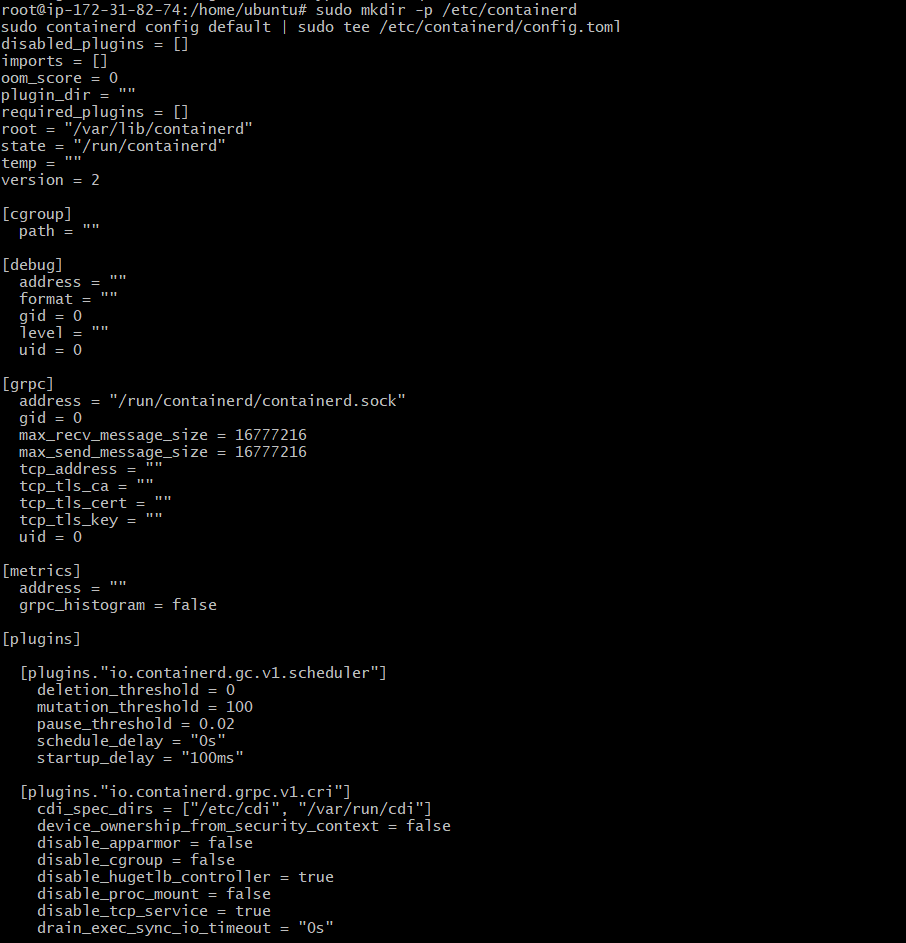 root@ip-172-31-82-74:/home/ubuntu# sudo mkdir -p /etc/containerd
sudo containerd config default | sudo tee /etc/containerd/config.toml
disabled_plugins = []
imports = []
oom_score = 0
plugin_dir = ""
required_plugins = []
root = "/var/lib/containerd"
state = "/run/containerd"
temp = ""
version = 2

[cgroup]
  path = ""

[debug]
  address = ""
  format = ""
  gid = 0
  level = ""
  uid = 0

[grpc]
  address = "/run/containerd/containerd.sock"
  gid = 0
  max_recv_message_size = 16777216
  max_send_message_size = 16777216
  tcp_address = ""
  tcp_tls_ca = ""
  tcp_tls_cert = ""
  tcp_tls_key = ""
  uid = 0

[metrics]
  address = ""
  grpc_histogram = false

[plugins]

  [plugins."io.containerd.gc.v1.scheduler"]
    deletion_threshold = 0
    mutation_threshold = 100
    pause_threshold = 0.02
    schedule_delay = "0s"
    startup_delay = "100ms"

  [plugins."io.containerd.grpc.v1.cri"]
    cdi_spec_dirs = ["/etc/cdi", "/var/run/cdi"]
    device_ownership_from_security_context = false
    disable_apparmor = false
    disable_cgroup = false
    disable_hugetlb_controller = true
    disable_proc_mount = false
    disable_tcp_service = true
    drain_exec_sync_io_timeout = "0s"